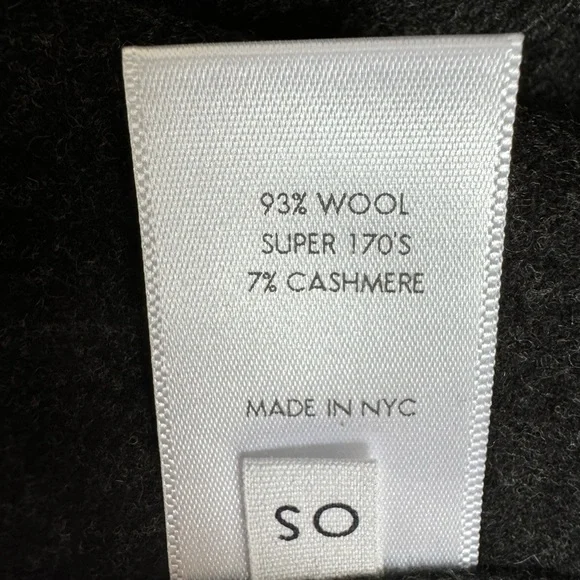 93% WOOL
SUPER 170'S
7% CASHMERE
MADE IN NYC
SO